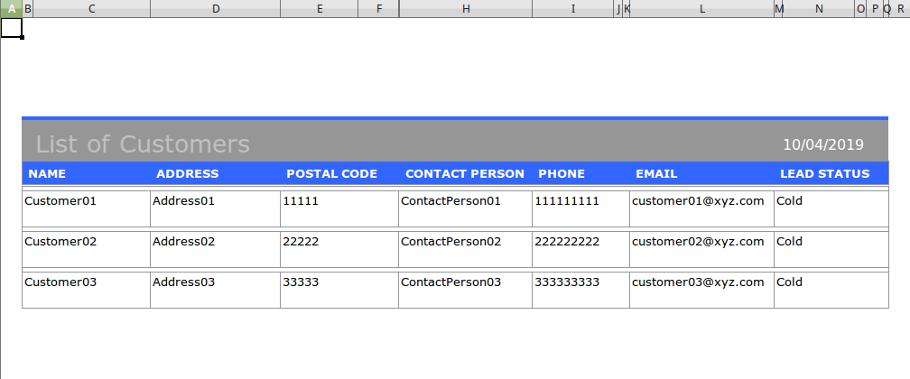 A B C D E F H I J K L M N O P Q R
List of Customers 10/04/2019
NAME ADDRESS POSTAL CODE CONTACT PERSON PHONE EMAIL LEAD STATUS
Customer01 Address01 11111 ContactPerson01 111111111 customer01@xyz.com Cold
Customer02 Address02 22222 ContactPerson02 222222222 customer02@xyz.com Cold
Customer03 Address03 33333 ContactPerson03 333333333 customer03@xyz.com Cold